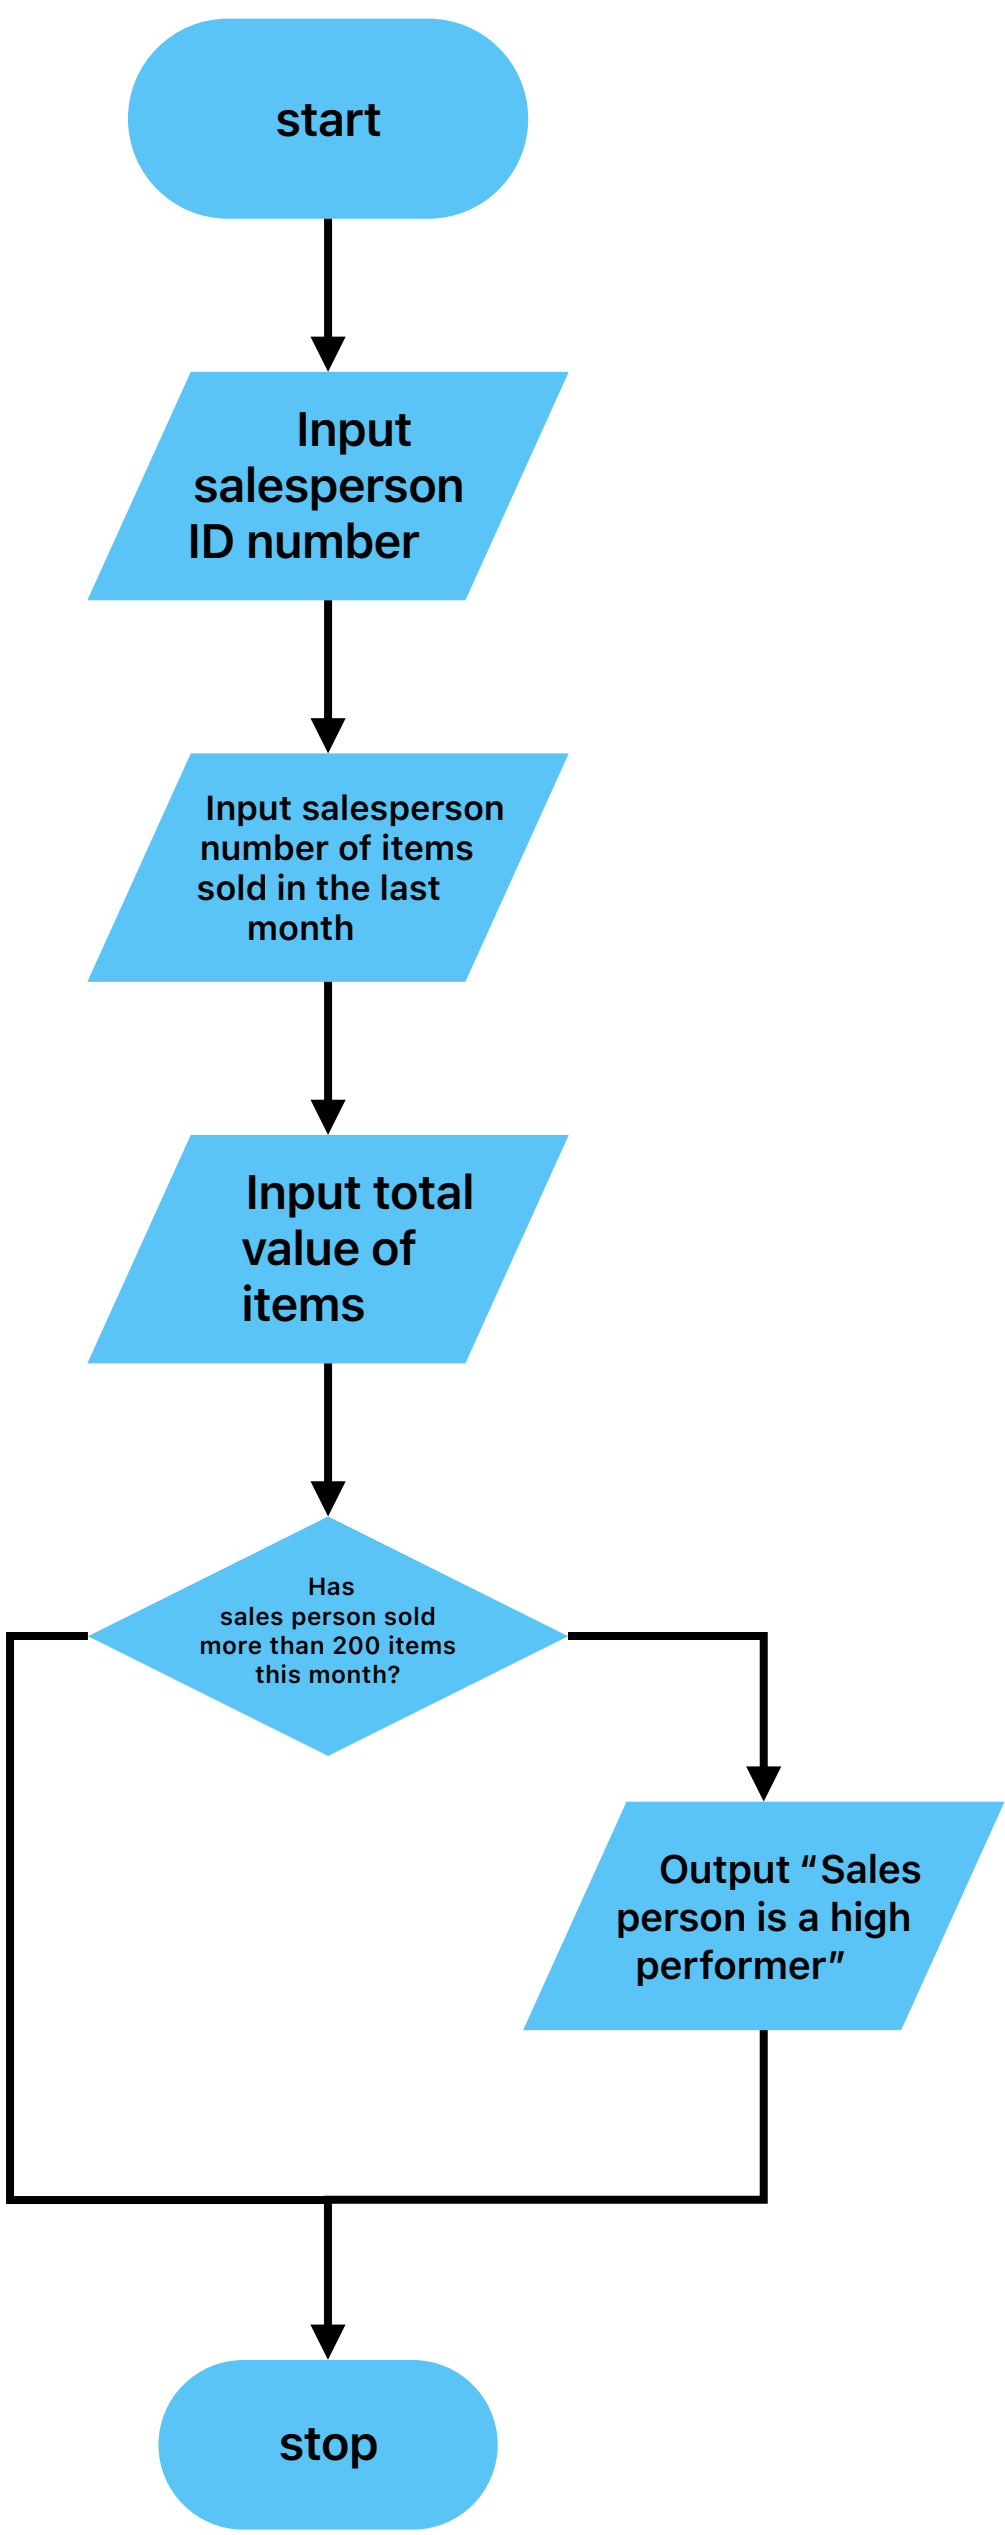 start
Input
salesperson
ID number
Input salesperson
number of items
sold in the last
month
Input total
value of
items
Has
sales person sold
more than 200 items
this month?
Output “Sales
person is a high
performer”
stop